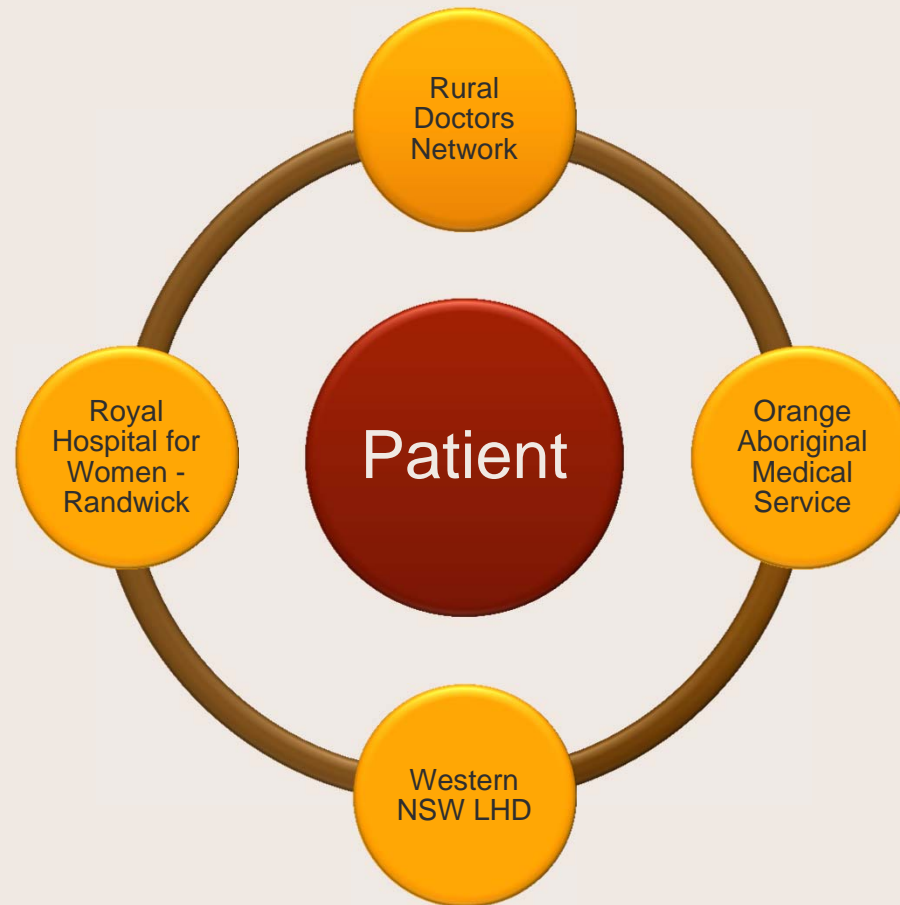 Rural
Doctors
Network
Royal
Hospital for
Women -
Randwick
Patient
Orange
Aboriginal
Medical
Service
Western
NSW LHD